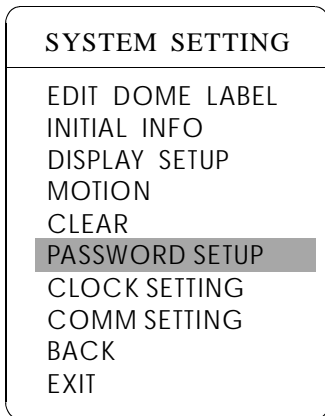 SYSTEM SETTING
EDIT DOME LABEL
INITIAL INFO
DISPLAY SETUP
MOTION
CLEAR
PASSWORD SETUP
CLOCK SETTING
COMM SETTING
BACK
EXIT